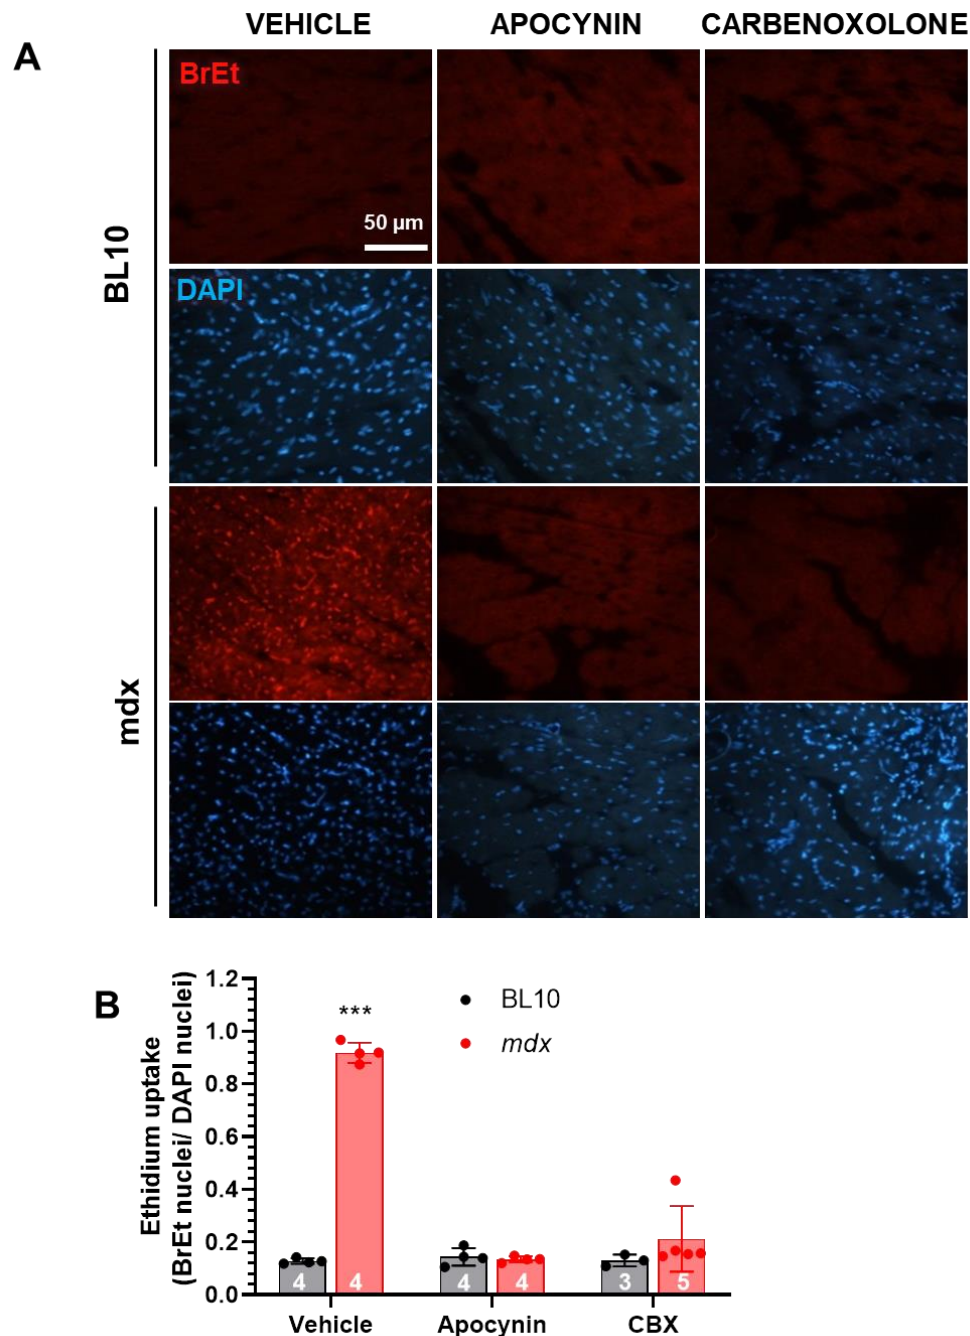 VEHICLE APOCYNIN CARBENOXOLONE
A
BrEt
50 µm
BL10
DAPI
mdx
B
Ethidium uptake
(BrEt nuclei/ DAPI nuclei)
1.2
1.0
0.8
0.6
0.4
0.2
0.0
***
BL10
mdx
4 4 4 4 3 5
Vehicle Apocynin CBX